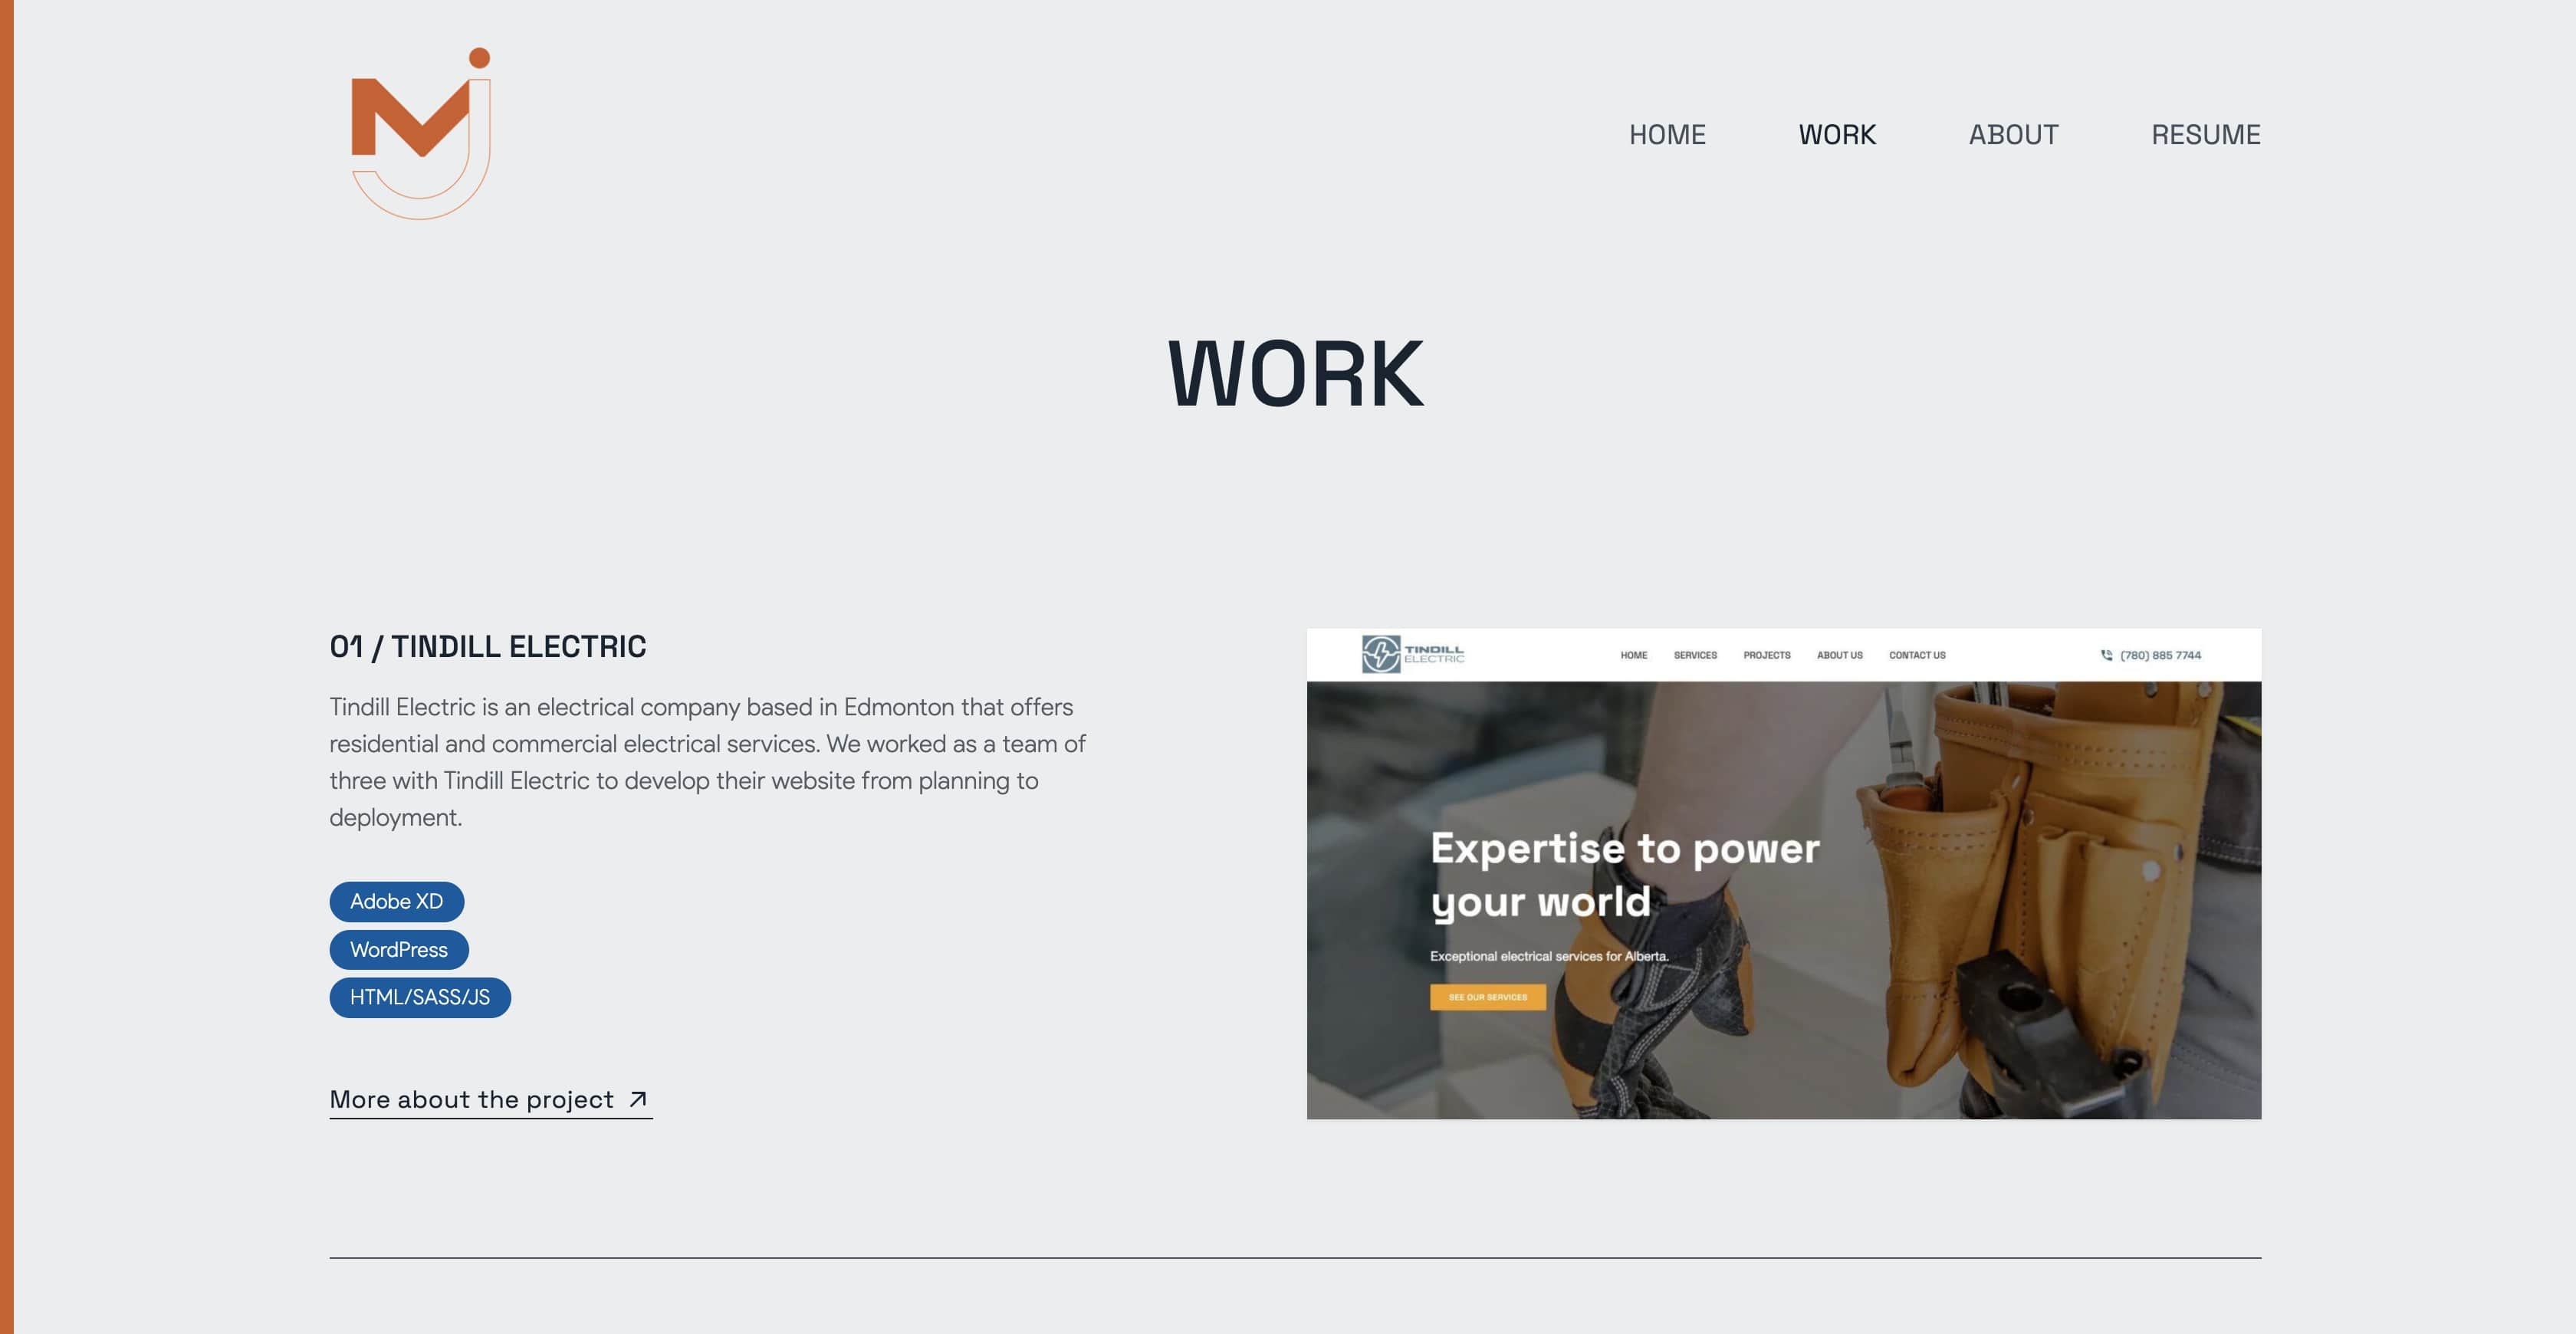 MJ
HOME WORK ABOUT RESUME
WORK
01 / TINDILL ELECTRIC
Tindill Electric is an electrical company based in Edmonton that offers
residential and commercial electrical services. We worked as a team of
three with Tindill Electric to develop their website from planning to
deployment.
Adobe XD
WordPress
HTML/SASS/JS
More about the project
TINDILL
ELECTRIC
HOME SERVICES PROJECTS ABOUT US CONTACT US
(780) 885 7744
Expertise to power
your world
Exceptional electrical services for Alberta.
SEE OUR SERVICES